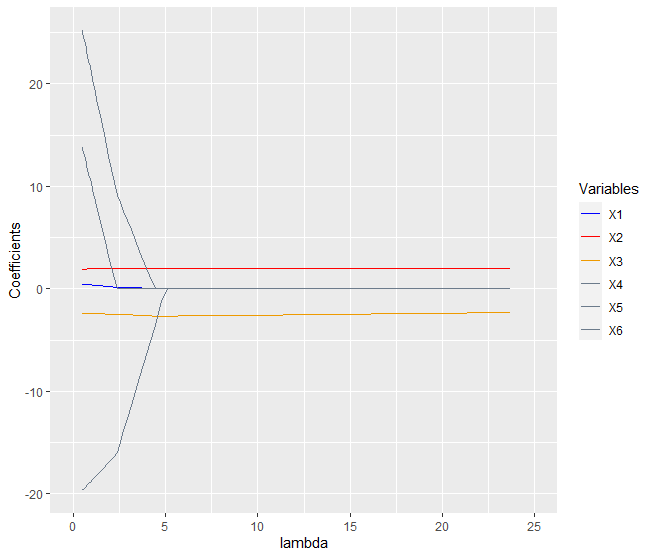 Coefficients
20
10
0
-10
-20
0
5
10
15
20
25
lambda
Variables
X1
X2
X3
X4
X5
X6